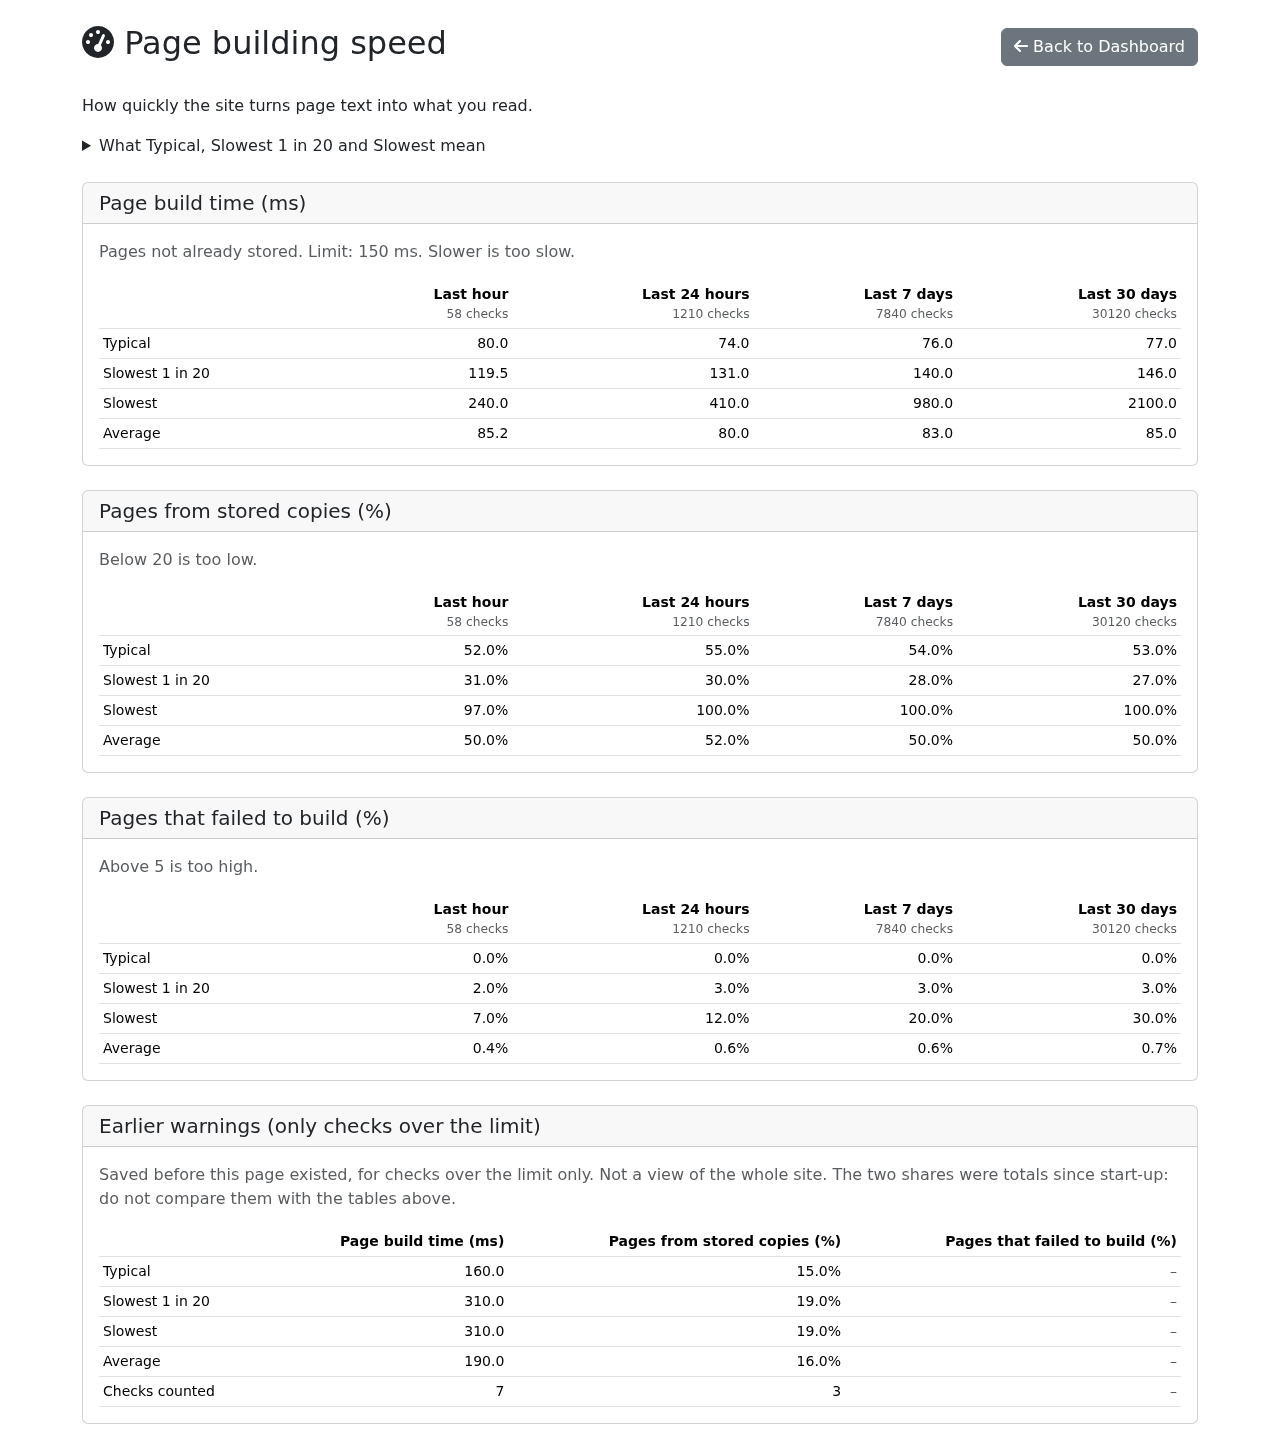 Page building speed
Back to Dashboard
How quickly the site turns page text into what you read.
What Typical, Slowest 1 in 20 and Slowest mean
Page build time (ms)
Pages not already stored. Limit: 150 ms. Slower is too slow.
Last hour Last 24 hours Last 7 days Last 30 days
58 checks 1210 checks 7840 checks 30120 checks
Typical 80.0 74.0 76.0 77.0
Slowest 1 in 20 119.5 131.0 140.0 146.0
Slowest 240.0 410.0 980.0 2100.0
Average 85.2 80.0 83.0 85.0
Pages from stored copies (%)
Below 20 is too low.
Last hour Last 24 hours Last 7 days Last 30 days
58 checks 1210 checks 7840 checks 30120 checks
Typical 52.0% 55.0% 54.0% 53.0%
Slowest 1 in 20 31.0% 30.0% 28.0% 27.0%
Slowest 97.0% 100.0% 100.0% 100.0%
Average 50.0% 52.0% 50.0% 50.0%
Pages that failed to build (%)
Above 5 is too high.
Last hour Last 24 hours Last 7 days Last 30 days
58 checks 1210 checks 7840 checks 30120 checks
Typical 0.0% 0.0% 0.0% 0.0%
Slowest 1 in 20 2.0% 3.0% 3.0% 3.0%
Slowest 7.0% 12.0% 20.0% 30.0%
Average 0.4% 0.6% 0.6% 0.7%
Earlier warnings (only checks over the limit)
Saved before this page existed, for checks over the limit only. Not a view of the whole site. The two shares were totals since start-up:
do not compare them with the tables above.
Page build time (ms) Pages from stored copies (%) Pages that failed to build (%)
Typical 160.0 15.0% –
Slowest 1 in 20 310.0 19.0% –
Slowest 310.0 19.0% –
Average 190.0 16.0% –
Checks counted 7 3 –